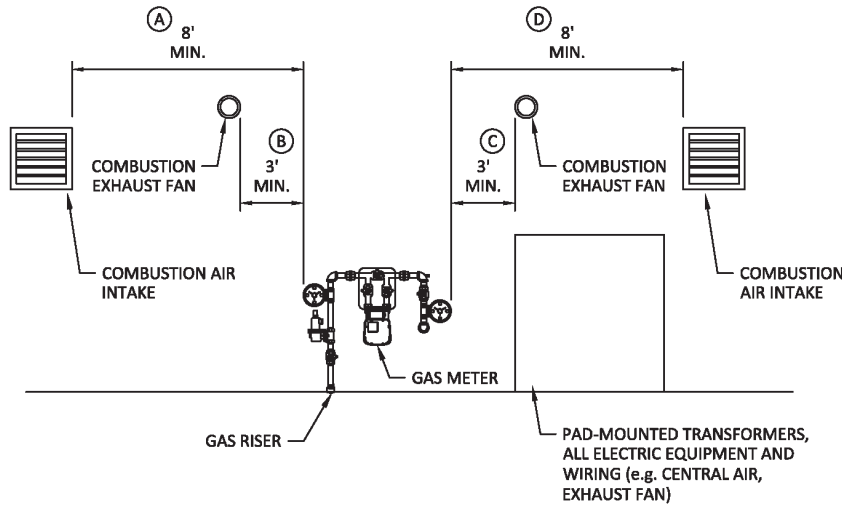 A
8'
MIN.
D
8'
MIN.
COMBUSTION
EXHAUST FAN
B
3'
MIN.
C
3'
MIN.
COMBUSTION
EXHAUST FAN
COMBUSTION AIR
INTAKE
COMBUSTION
AIR INTAKE
GAS METER
GAS RISER
PAD-MOUNTED TRANSFORMERS,
ALL ELECTRIC EQUIPMENT AND
WIRING (e.g. CENTRAL AIR,
EXHAUST FAN)